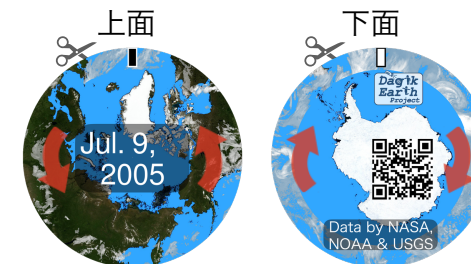 上面
下面
Jul. 9,
2005
Dagik
Earth
Project
Data by NASA,
NOAA & USGS